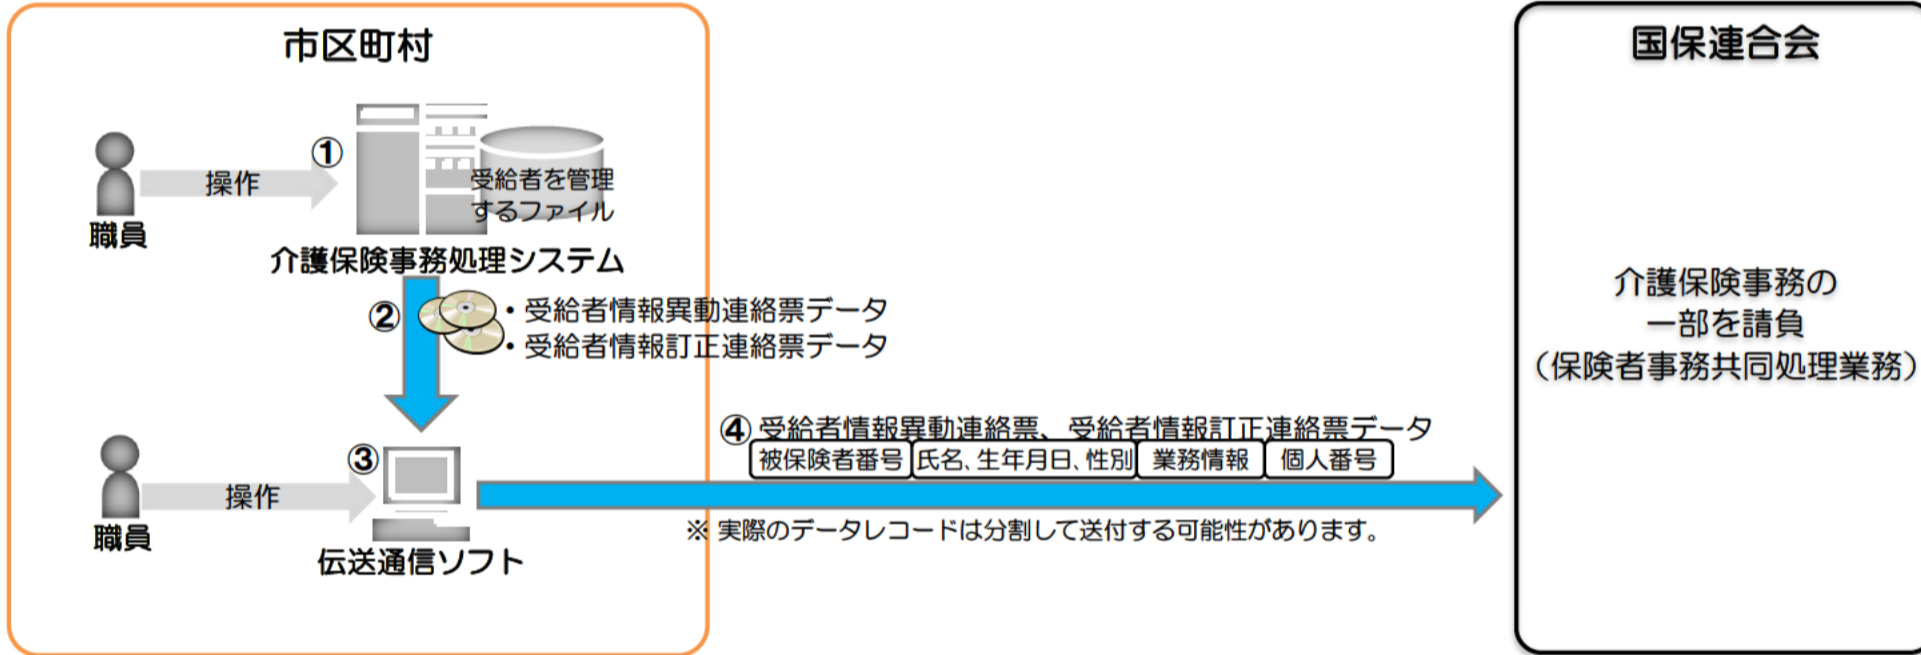 市区町村
①
操作
職員
受給者を管理
するファイル
介護保険事務処理システム
②
・受給者情報異動連絡票データ
・受給者情報訂正連絡票データ
③
操作
職員
伝送通信ソフト
④ 受給者情報異動連絡票、受給者情報訂正連絡票データ
被保険者番号 氏名、生年月日、性別 業務情報 個人番号
※ 実際のデータレコードは分割して送付する可能性があります。
国保連合会
介護保険事務の
一部を請負
（保険者事務共同処理業務）